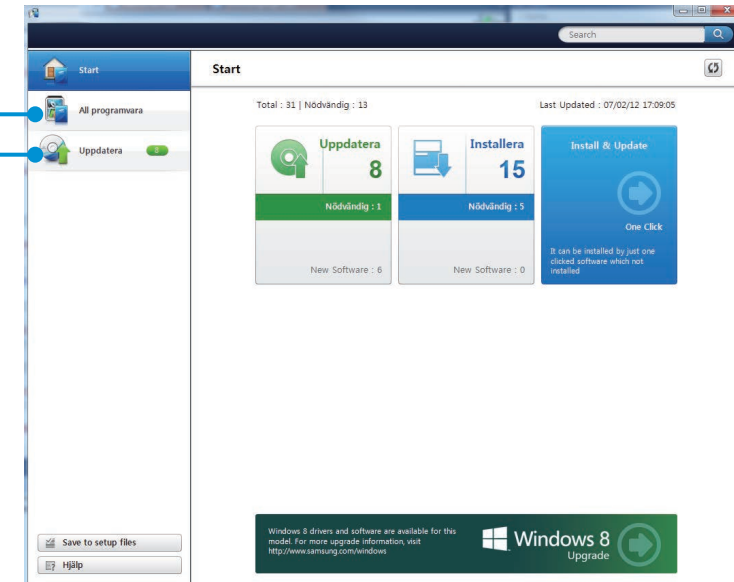 Search
Start
Start
All programvara
Uppdatera 8
Total : 31 | Nödvändig : 13
Last Updated : 07/02/12 17:09:05
Uppdatera
8
Nödvändig : 1
New Software : 6
Installera
15
Nödvändig : 5
New Software : 0
Install & Update
One Click
It can be installed by just one
clicked software which not
installed
Save to setup files
Hjälp
Windows 8 drivers and software are available for this
model. For more upgrade information, visit
http://www.samsung.com/windows
Windows 8
Upgrade